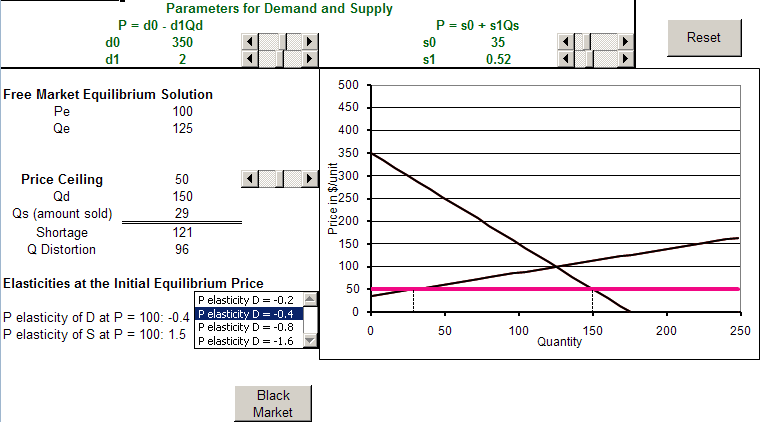 Parameters for Demand and Supply
P = d0 - d1Qd P = s0 + s1Qs
d0 350 s0 35
d1 2 s1 0.52
Reset
Free Market Equilibrium Solution
Pe 100
Qe 125
Price Ceiling 50
Qd 150
Qs (amount sold) 29
Shortage 121
Q Distortion 96
Elasticities at the Initial Equilibrium Price
P elasticity of D at P = 100: -0.4
P elasticity of S at P = 100: 1.5
P elasticity D = -0.2
P elasticity D = -0.4
P elasticity D = -0.8
P elasticity D = -1.6
Black
Market
Price in $/unit
500
450
400
350
300
250
200
150
100
50
0
0 50 100 150 200 250
Quantity